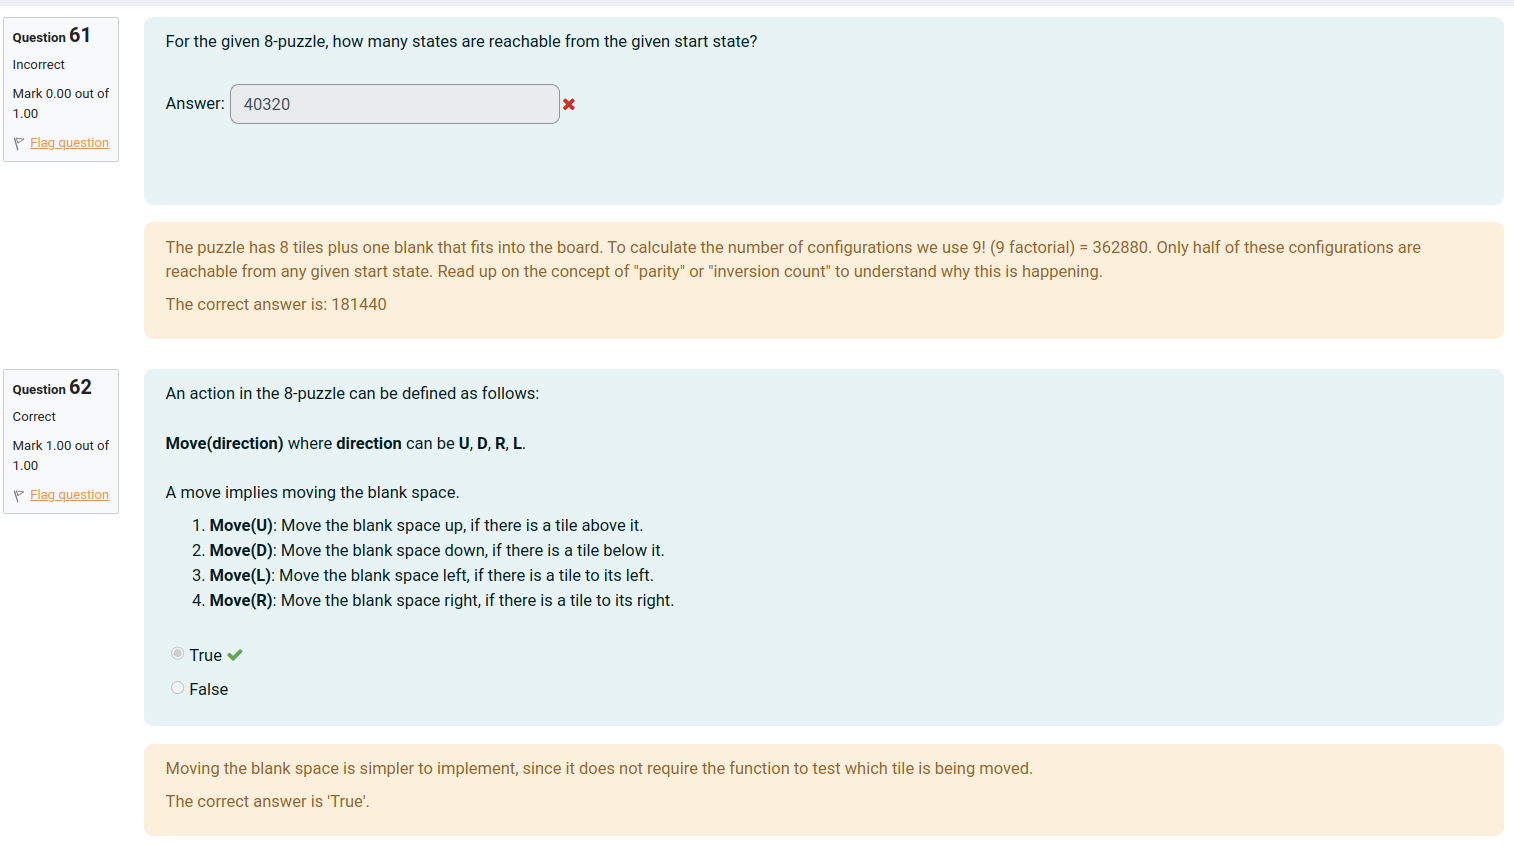 Question 61
Incorrect
Mark 0.00 out of
1.00
Flag question
For the given 8-puzzle, how many states are reachable from the given start state?
Answer: 40320
The puzzle has 8 tiles plus one blank that fits into the board. To calculate the number of configurations we use 9! (9 factorial) = 362880. Only half of these configurations are
reachable from any given start state. Read up on the concept of "parity" or "inversion count" to understand why this is happening.
The correct answer is: 181440
Question 62
Correct
Mark 1.00 out of
1.00
Flag question
An action in the 8-puzzle can be defined as follows:
Move(direction) where direction can be U, D, R, L.
A move implies moving the blank space.
1. Move(U): Move the blank space up, if there is a tile above it.
2. Move(D): Move the blank space down, if there is a tile below it.
3. Move(L): Move the blank space left, if there is a tile to its left.
4. Move(R): Move the blank space right, if there is a tile to its right.
True
False
Moving the blank space is simpler to implement, since it does not require the function to test which tile is being moved.
The correct answer is 'True'.